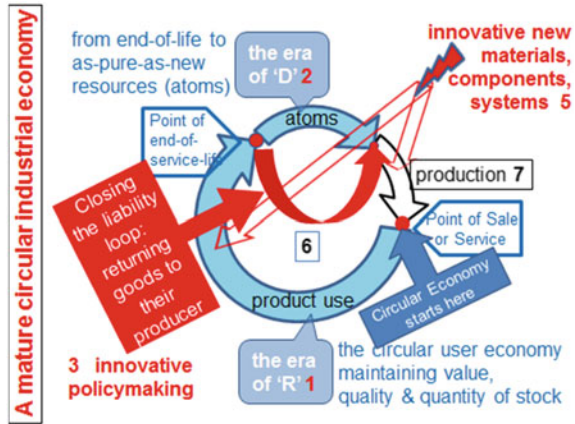 A mature circular industrial economy
from end-of-life to
as-pure-as-new
resources (atoms)
the era
of 'D' 2
innovative new
materials,
components,
systems 5
atoms
Point of
end-of-
service-life
production 7
Closing
the liability
loop:
returning
goods to
their
producer
6
Point of Sale
or Service
product use
Circular Economy
starts here
3 innovative
policymaking
the era
of 'R' 1
the circular user economy
maintaining value,
quality & quantity of stock